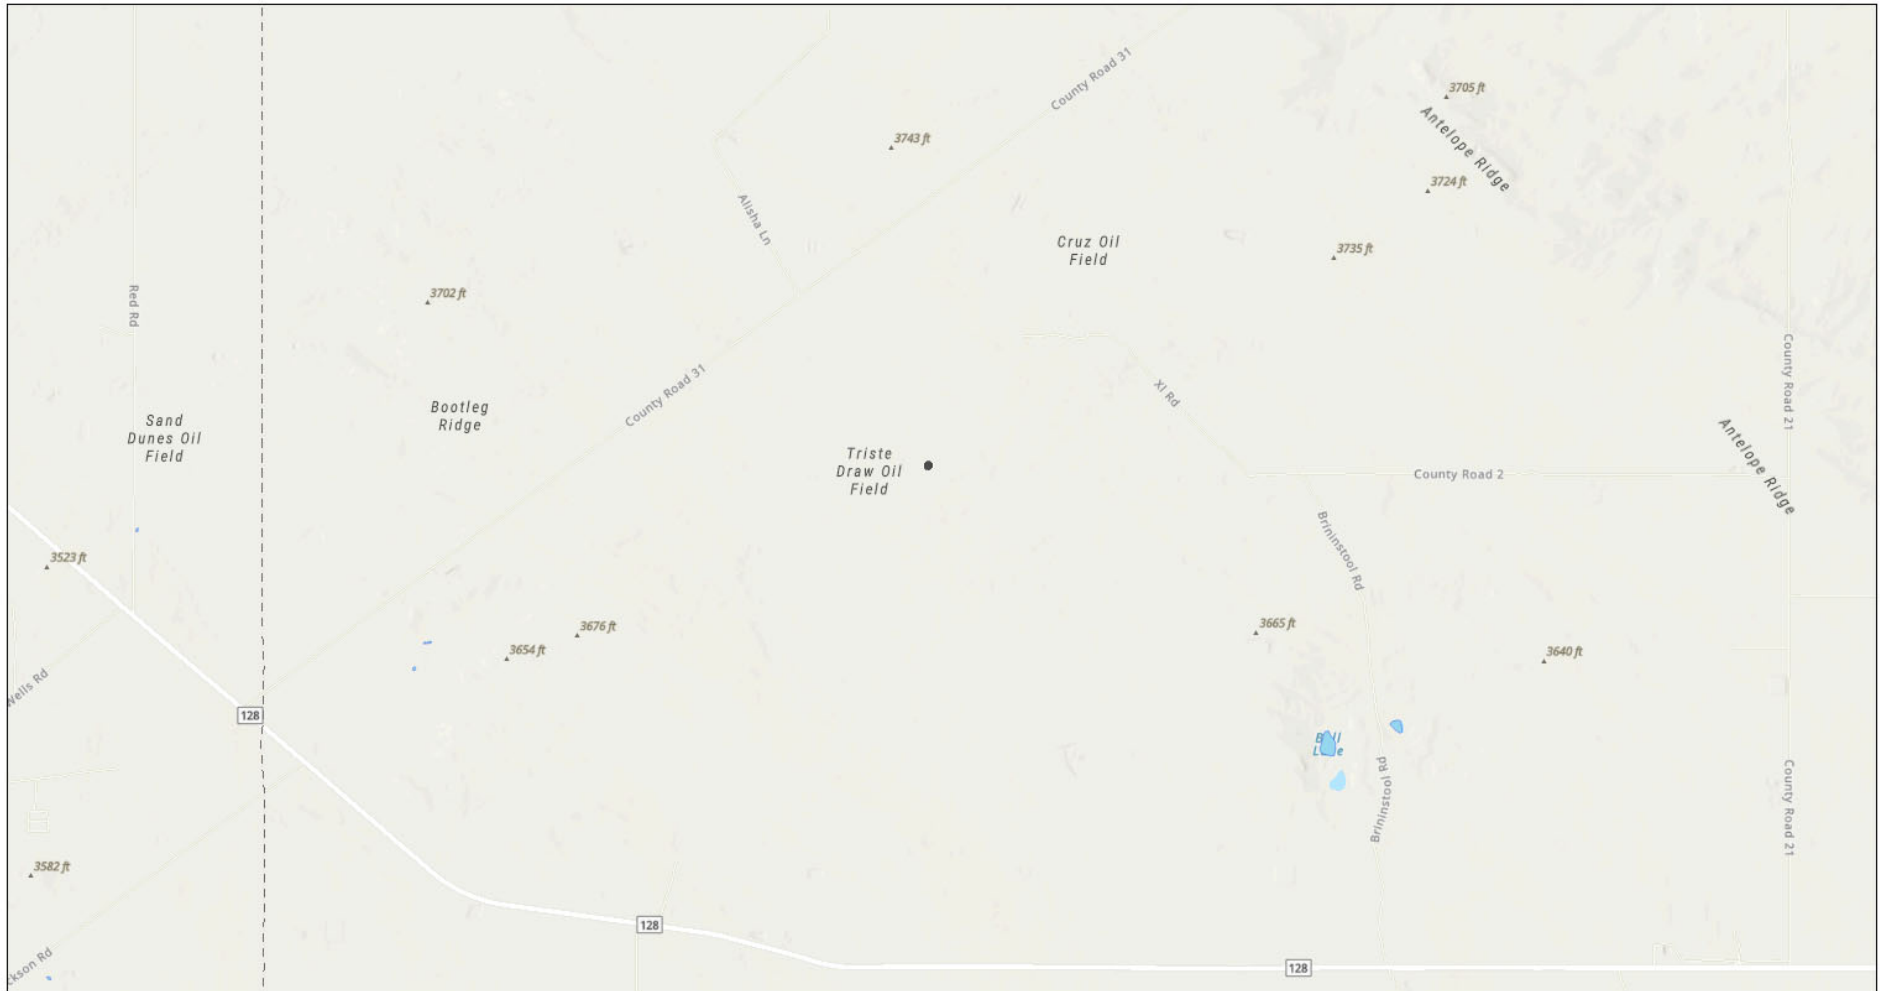 County Road 31
3705 ft
Antelope Ridge
3743 ft
3724 ft
Alisha Ln
Cruz Oil
Field
3735 ft
Red Rd
3702 ft
County Road 21
County Road 31
XI Rd
Bootleg
Ridge
Sand
Dunes Oil
Field
Antelope Ridge
Triste
Draw Oil
Field
County Road 2
Brininstool Rd
3523 ft
3676 ft
3665 ft
3654 ft
3640 ft
Wells Rd
128
Brininstool Rd
County Road 21
3582 ft
128
ckson Rd
128